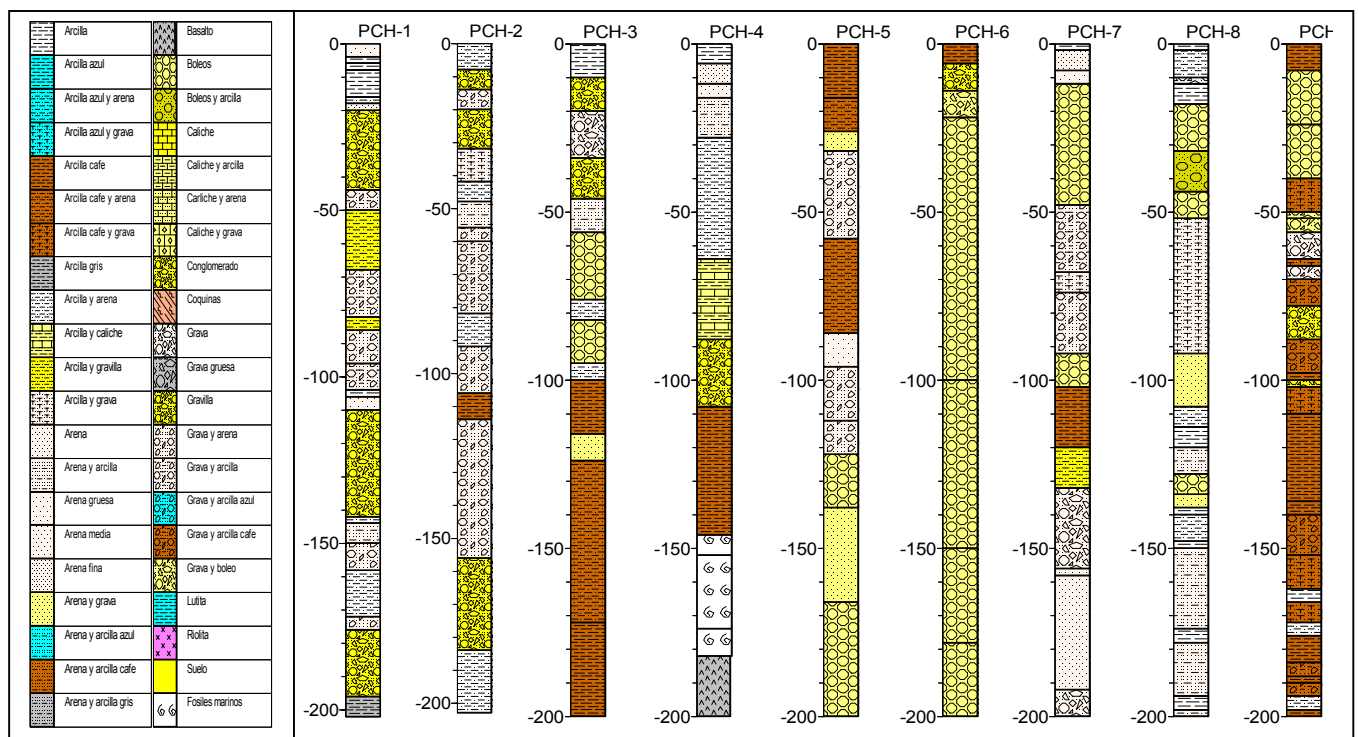 Arcilla
Arcilla azul
Arcilla azul y arena
Arcilla azul y grava
Arcilla cafe
Arcilla cafe y arena
Arcilla cafe y grava
Arcilla gris
Arcilla y arena
Arcilla y caliche
Arcilla y gravilla
Arcilla y grava
Arena
Arena y arcilla
Arena gruesa
Arena media
Arena fina
Arena y grava
Arena y arcilla azul
Arena y arcilla cafe
Arena y arcilla gris
Basalto
Boleos
Boleos y arcilla
Caliche
Caliche y arcilla
Carliche y arena
Caliche y grava
Conglomerado
Coquinas
Grava
Grava gruesa
Gravilla
Grava y arena
Grava y arcilla
Grava y arcilla azul
Grava y arcilla cafe
Grava y boleo
Lutita
Riolita
Suelo
Fosiles marinos
PCH-1
0
-50
-100
-150
-200
PCH-2
0
-50
-100
-150
-200
PCH-3
0
-50
-100
-150
-200
PCH-4
0
-50
-100
-150
-200
PCH-5
0
-50
-100
-150
-200
PCH-6
0
-50
-100
-150
-200
PCH-7
0
-50
-100
-150
-200
PCH-8
0
-50
-100
-150
-200
PCH
0
-50
-100
-150
-200